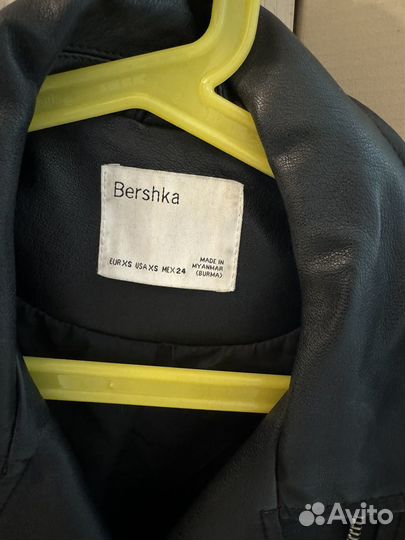 Bershka
EUR XS USA XS MEX 24
MADE IN
MYANMAR
(BURMA)
Avito